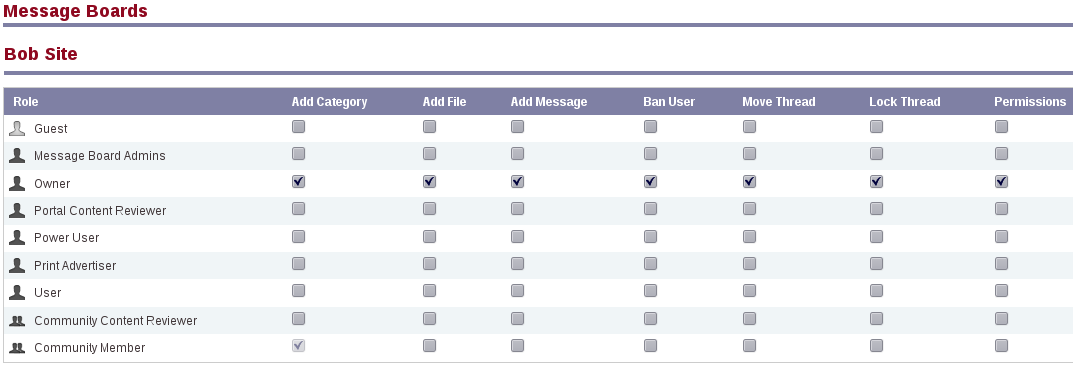 Message Boards
Bob Site
Role Add Category Add File Add Message Ban User Move Thread Lock Thread Permissions
Guest
Message Board Admins
Owner
Portal Content Reviewer
Power User
Print Advertiser
User
Community Content Reviewer
Community Member